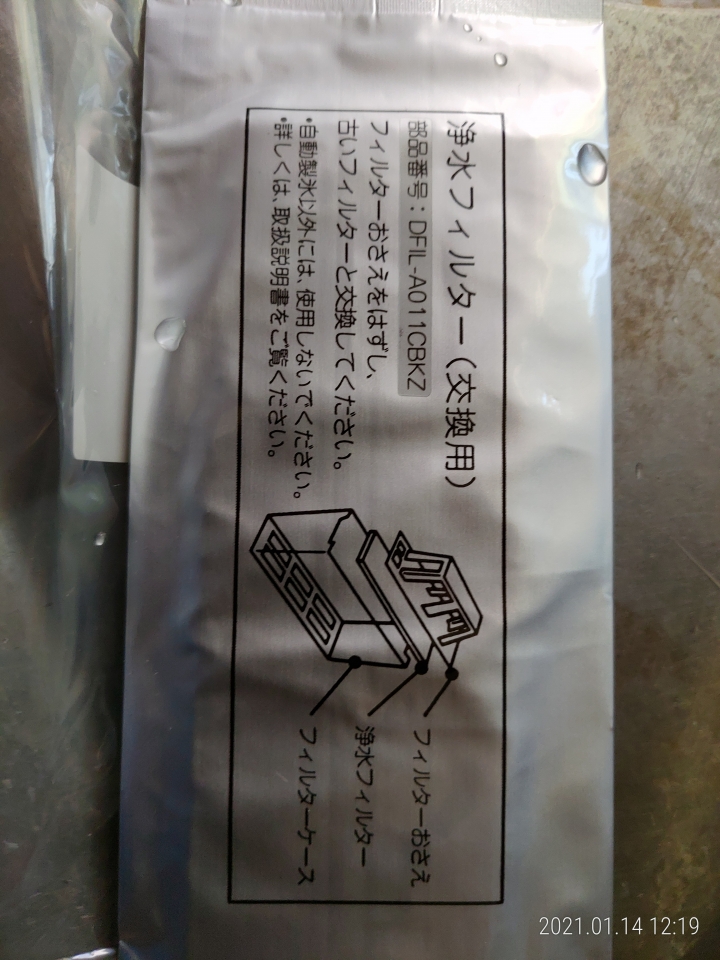 浄水フィルター（交換用）
部品番号：DFIL-A011CBKZ
フィルターおさえをはずし、
古いフィルターと交換してください。
・自動製氷以外には、使用しないでください。
・詳しくは、取扱説明書をご覧ください。
フィルターおさえ
浄水フィルター
フィルターケース
2021.01.14 12:19